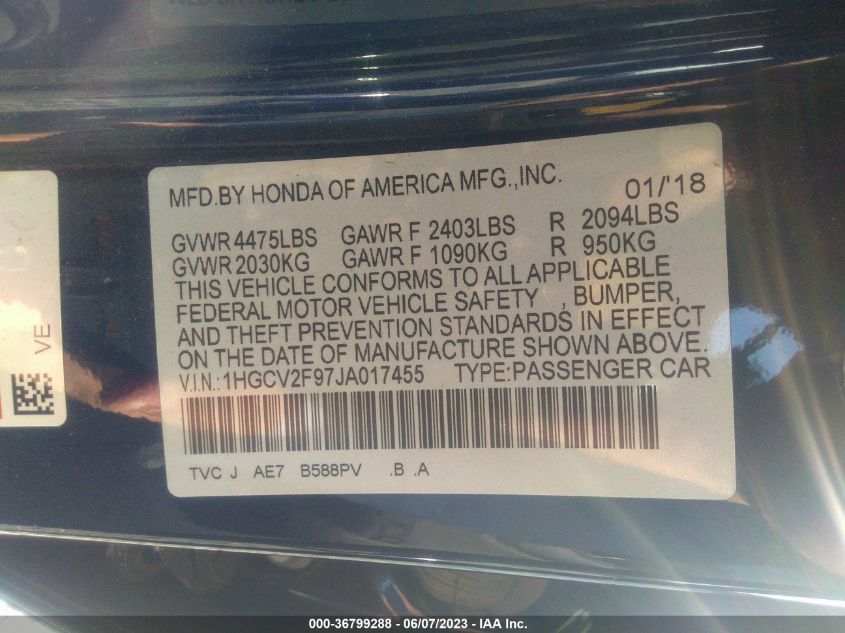 MFD.BY HONDA OF AMERICA MFG.,INC. 01/'18
GVWR 4475LBS GAWR F 2403LBS R 2094LBS
GVWR 2030KG GAWR F 1090KG R 950KG
THIS VEHICLE CONFORMS TO ALL APPLICABLE
FEDERAL MOTOR VEHICLE SAFETY , BUMPER,
AND THEFT PREVENTION STANDARDS IN EFFECT
ON THE DATE OF MANUFACTURE SHOWN ABOVE.
V.I.N.:1HGCV2F97JA017455 TYPE:PASSENGER CAR
TVC J AE7 B588PV .B .A
VE
000-36799288 - 06/07/2023 - IAA Inc.